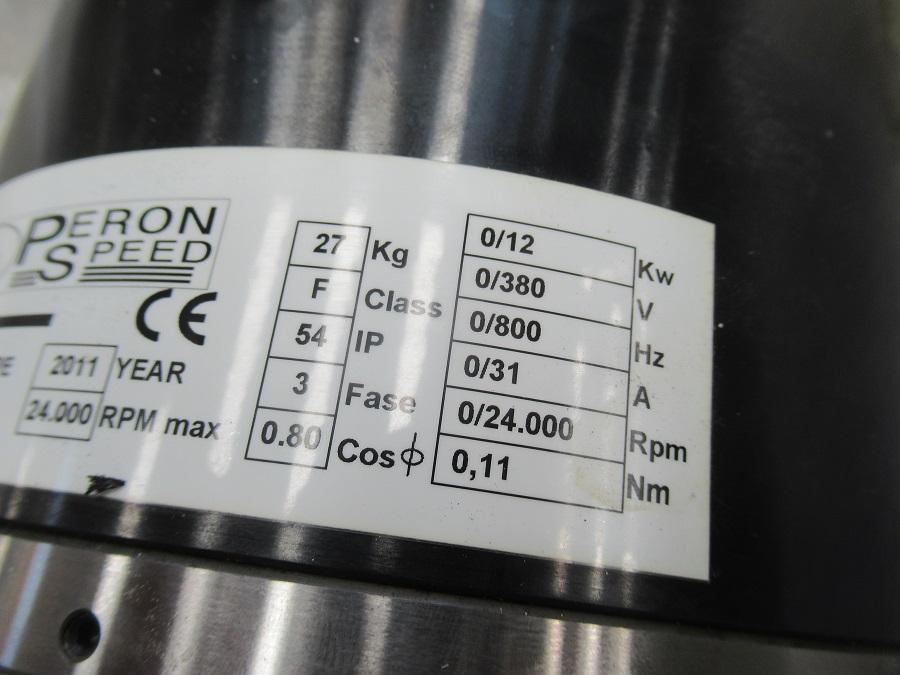 PERON
SPEED
CE
2011 YEAR
24.000 RPM max
27 Kg
F Class
54 IP
3 Fase
0.80 Cosϕ
0/12 Kw
0/380 V
0/800 Hz
0/31 A
0/24.000 Rpm
0,11 Nm